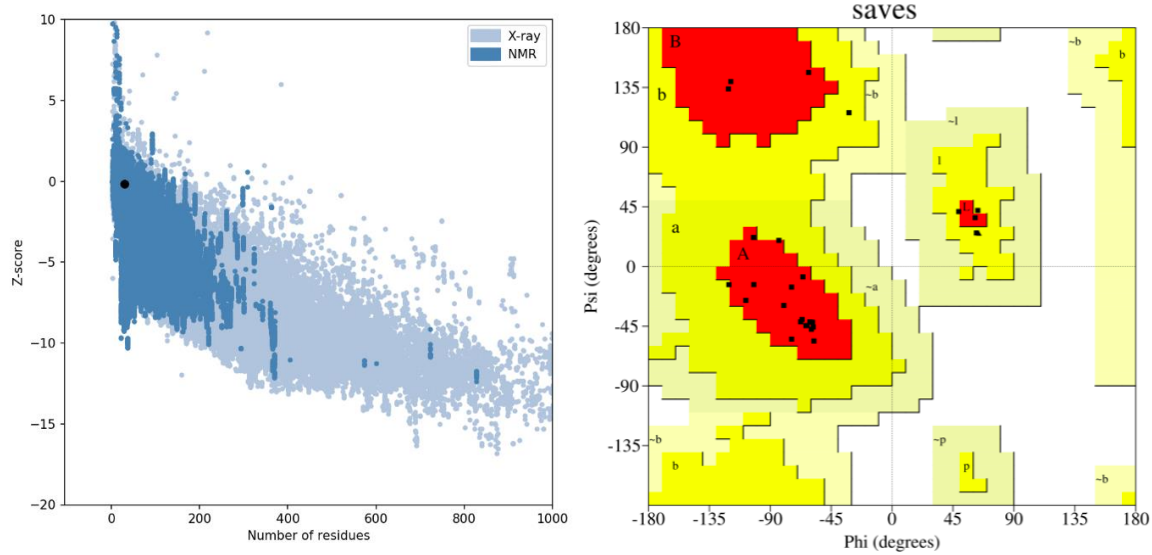 X-ray
NMR
10
5
0
−5
−10
−15
−20
Z-score
0
200
400
600
800
1000
Number of residues
saves
180
135
90
45
0
-45
-90
-135
Psi (degrees)
B
~b
b
b
~b
~l
l
L
a
A
~a
~b
~p
b
p
~b
-180
-135
-90
-45
0
45
90
135
180
Phi (degrees)